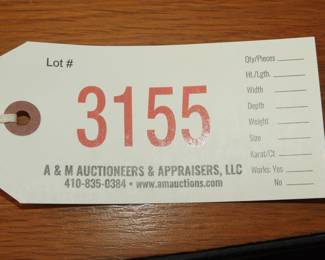 Lot #
3155
A & M AUCTIONEERS & APPRAISERS, LLC
410-835-0384 • www.amauctions.com
Qty/Pieces
Ht./Lgth.
Width
Depth
Weight
Size
Karat/Ct
Works: Yes
No